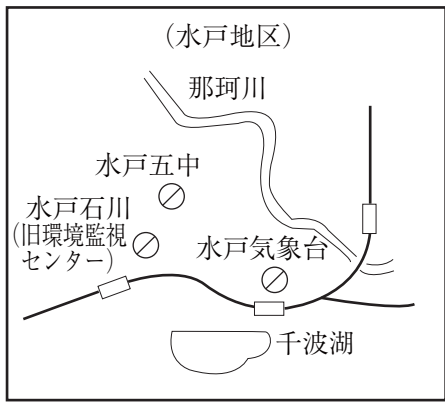 (水戸地区)
那珂川
水戸五中
水戸石川
(旧環境監視
センター)
水戸気象台
千波湖